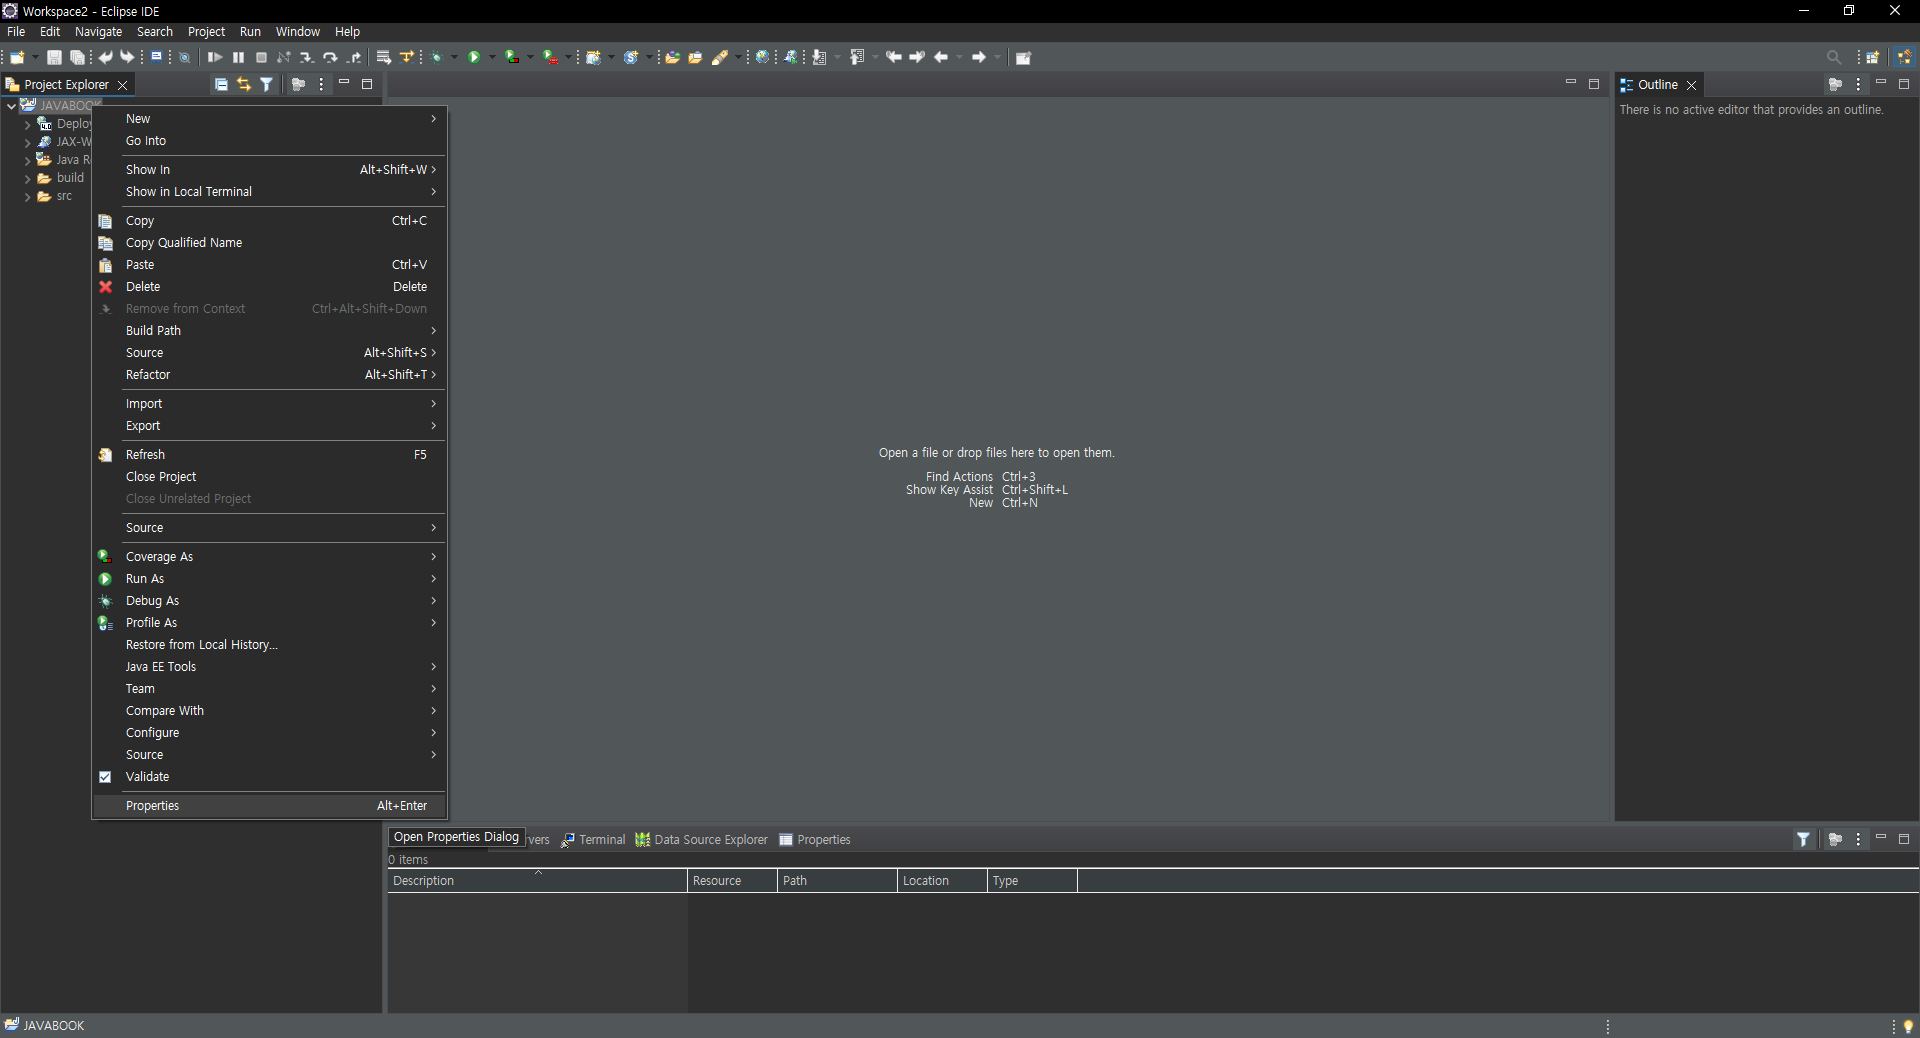 Workspace2 - Eclipse IDE
File Edit Navigate Search Project Run Window Help
Project Explorer
JAVABOOK
Deploy
JAX-W
Java R
build
src
New
Go Into
Show In Alt+Shift+W
Show in Local Terminal
Copy Ctrl+C
Copy Qualified Name
Paste Ctrl+V
Delete Delete
Remove from Context Ctrl+Alt+Shift+Down
Build Path
Source Alt+Shift+S
Refactor Alt+Shift+T
Import
Export
Refresh F5
Close Project
Close Unrelated Project
Source
Coverage As
Run As
Debug As
Profile As
Restore from Local History...
Java EE Tools
Team
Compare With
Configure
Source
Validate
Properties Alt+Enter
Open a file or drop files here to open them.
Find Actions Ctrl+3
Show Key Assist Ctrl+Shift+L
New Ctrl+N
Outline
There is no active editor that provides an outline.
Open Properties Dialog
vers Terminal Data Source Explorer Properties
0 items
Description Resource Path Location Type
JAVABOOK